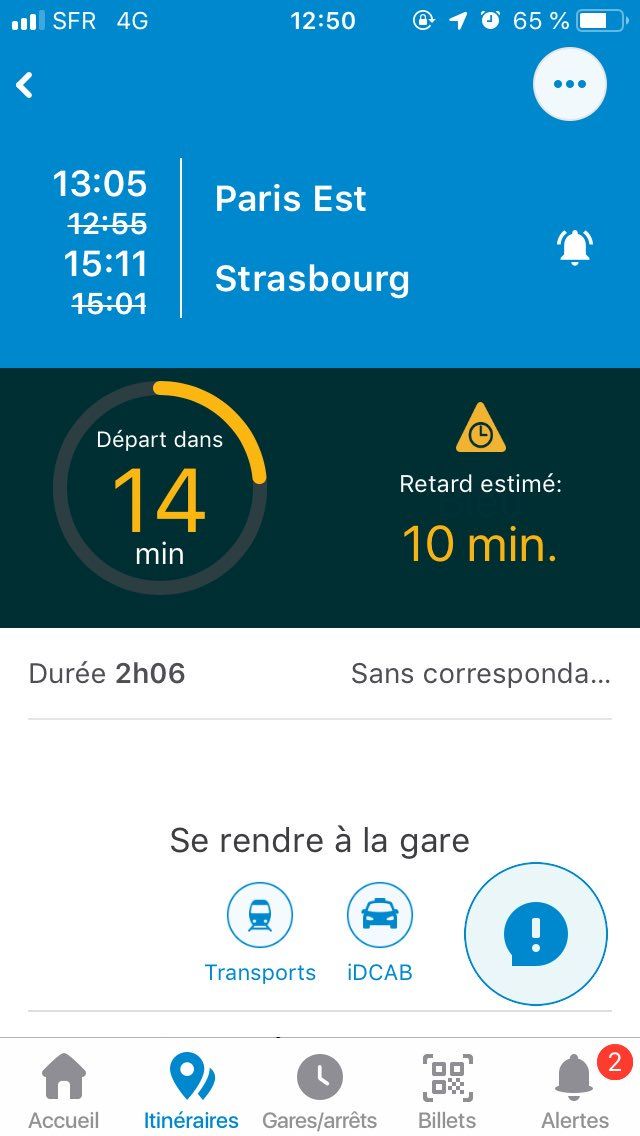 SFR 4G 12:50 65 %
13:05
12:55
Paris Est
15:11
15:01
Strasbourg
Départ dans
14
min
Retard estimé:
10 min.
Durée 2h06
Sans corresponda...
Se rendre à la gare
Transports
iDCAB
Accueil
Itinéraires
Gares/arrêts
Billets
2
Alertes